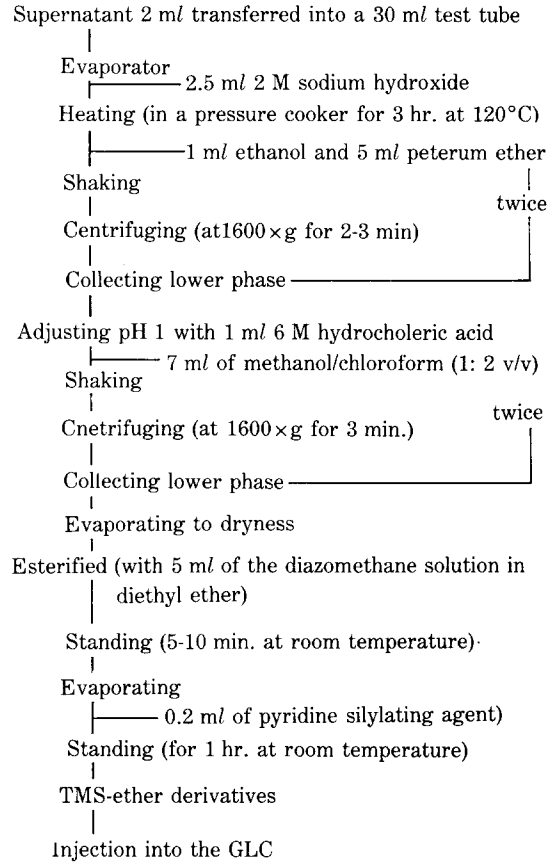 Supernatant 2 ml transferred into a 30 ml test tube
Evaporator
2.5 ml 2 M sodium hydroxide
Heating (in a pressure cooker for 3 hr. at 120°C)
1 ml ethanol and 5 ml peterum ether
Shaking
twice
Centrifuging (at1600×g for 2-3 min)
Collecting lower phase
Adjusting pH 1 with 1 ml 6 M hydrocholeric acid
7 ml of methanol/chloroform (1: 2 v/v)
Shaking
twice
Cnetrifuging (at 1600×g for 3 min.)
Collecting lower phase
Evaporating to dryness
Esterified (with 5 ml of the diazomethane solution in
diethyl ether)
Standing (5-10 min. at room temperature)
Evaporating
0.2 ml of pyridine silylating agent)
Standing (for 1 hr. at room temperature)
TMS-ether derivatives
Injection into the GLC